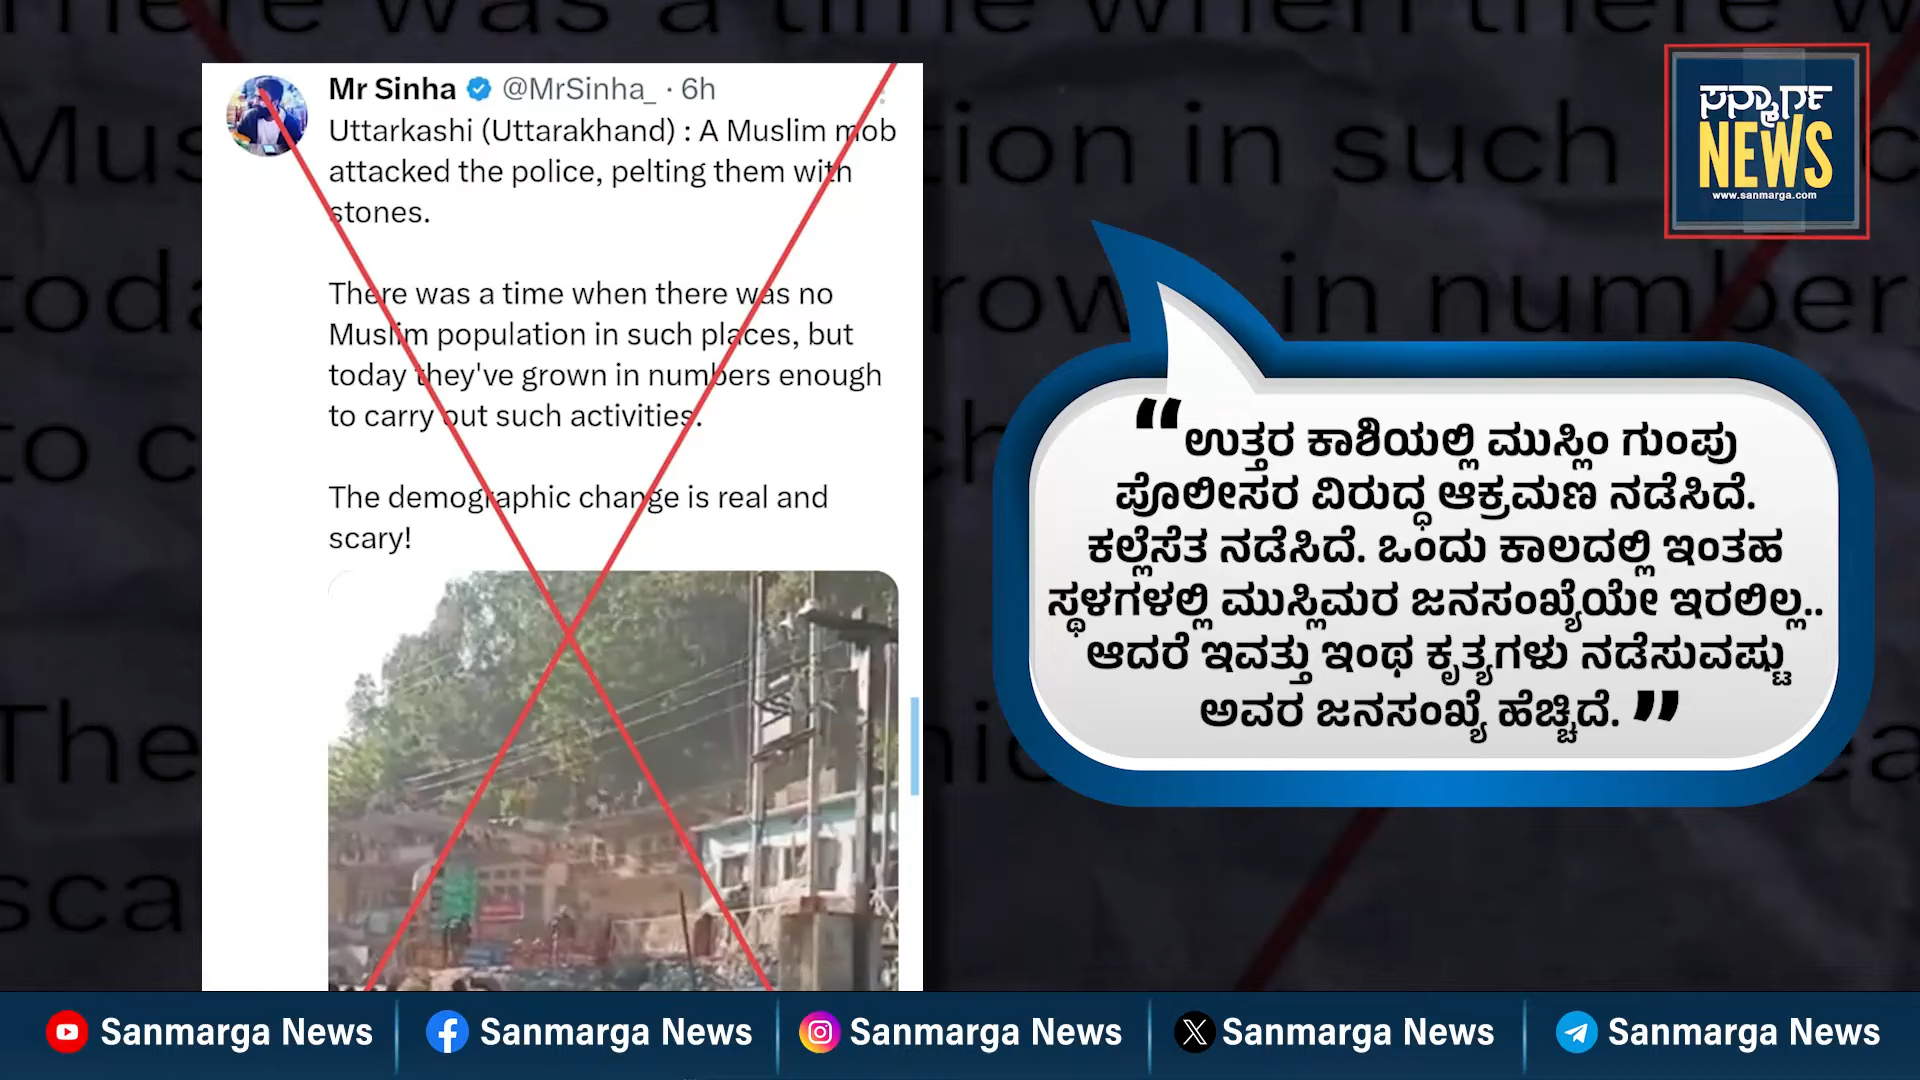 Mr Sinha @MrSinha_ · 6h
Uttarkashi (Uttarakhand) : A Muslim mob
attacked the police, pelting them with
stones.
There was a time when there was no
Muslim population in such places, but
today they've grown in numbers enough
to carry out such activities.
The demographic change is real and
scary!
ಸನ್ಮಾರ್ಗ
NEWS
www.sanmarga.com
“ಉತ್ತರ ಕಾಶಿಯಲ್ಲಿ ಮುಸ್ಲಿಂ ಗುಂಪು
ಪೊಲೀಸರ ವಿರುದ್ಧ ಆಕ್ರಮಣ ನಡೆಸಿದೆ.
ಕಲ್ಲೆಸೆತ ನಡೆಸಿದೆ. ಒಂದು ಕಾಲದಲ್ಲಿ ಇಂತಹ
ಸ್ಥಳಗಳಲ್ಲಿ ಮುಸ್ಲಿಮರ ಜನಸಂಖ್ಯೆಯೇ ಇರಲಿಲ್ಲ..
ಆದರೆ ಇವತ್ತು ಇಂಥ ಕೃತ್ಯಗಳು ನಡೆಸುವಷ್ಟು
ಅವರ ಜನಸಂಖ್ಯೆ ಹೆಚ್ಚಿದೆ.”
Sanmarga News
Sanmarga News
Sanmarga News
Sanmarga News
Sanmarga News